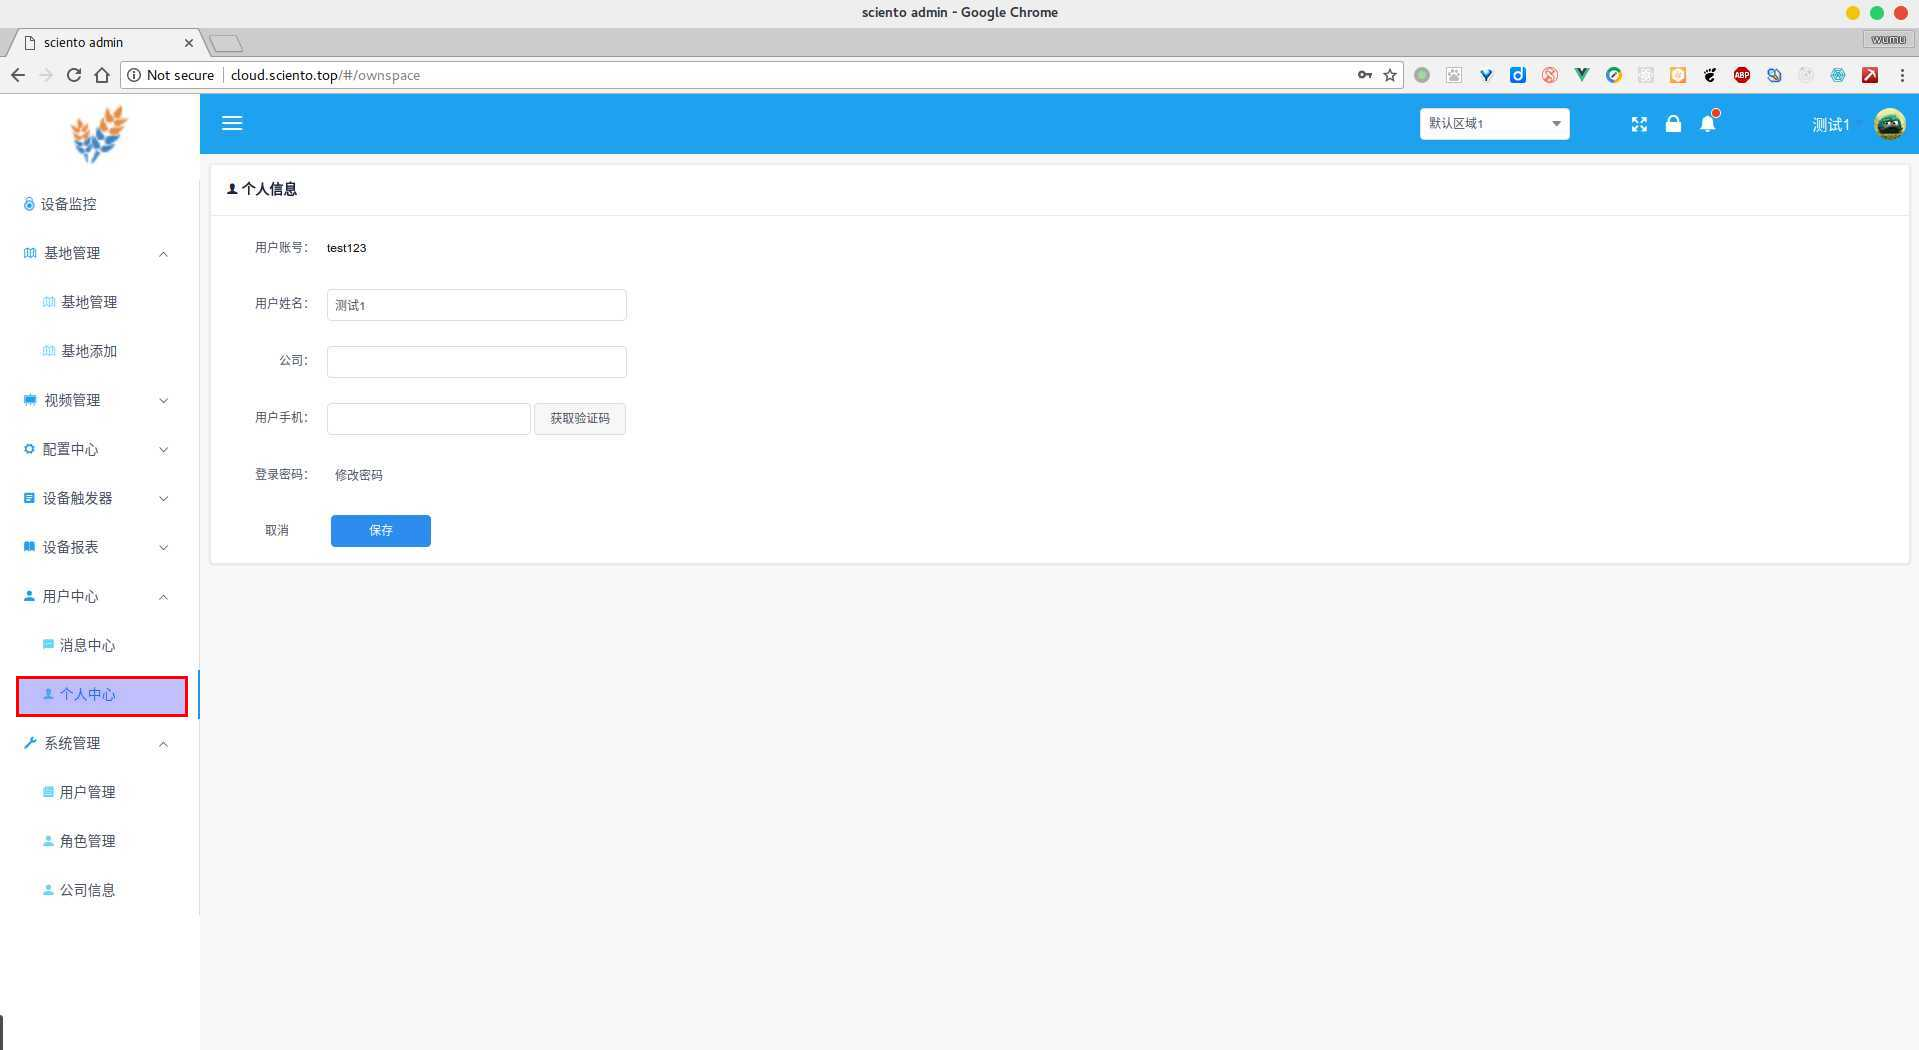 sciento admin - Google Chrome
sciento admin
wumu
Not secure
cloud.sciento.top/#/ownspace
ABP
默认区域1
测试1
设备监控
基地管理
基地管理
基地添加
视频管理
配置中心
设备触发器
设备报表
用户中心
消息中心
个人中心
系统管理
用户管理
角色管理
公司信息
个人信息
用户账号： test123
用户姓名： 测试1
公司：
用户手机： 获取验证码
登录密码： 修改密码
取消 保存